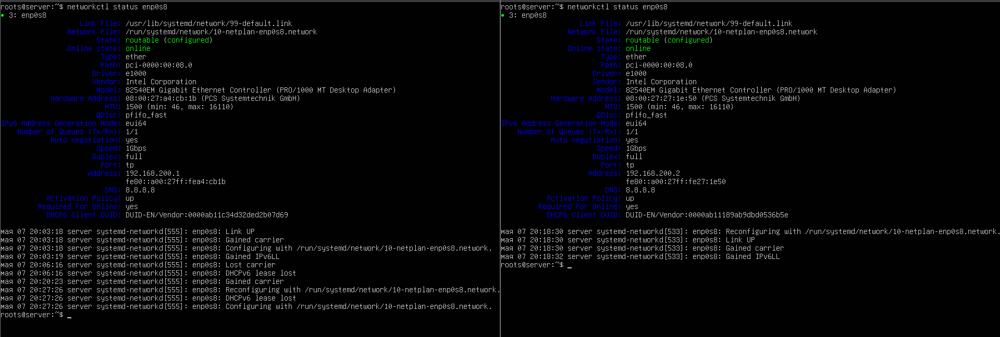 roots@server:~$ networkctl status enp0s8
● 3: enp0s8
Link File: /usr/lib/systemd/network/99-default.link
Network File: /run/systemd/network/10-netplan-enp0s8.network
State: routable (configured)
Online state: online
Type: ether
Path: pci-0000:00:08.0
Driver: e1000
Vendor: Intel Corporation
Model: 82540EM Gigabit Ethernet Controller (PRO/1000 MT Desktop Adapter)
Hardware Address: 08:00:27:a4:cb:1b (PCS Systemtechnik GmbH)
MTU: 1500 (min: 46, max: 16110)
QDisc: pfifo_fast
IPv6 Address Generation Mode: eui64
Number of Queues (Tx/Rx): 1/1
Auto negotiation: yes
Speed: 1Gbps
Duplex: full
Port: tp
Address: 192.168.200.1
fe80::a00:27ff:fea4:cb1b
DNS: 8.8.8.8
Activation Policy: up
Required For Online: yes
DHCP6 Client DUID: DUID-EN/Vendor:0000ab11c34d32ded2b07d69
мая 07 20:03:18 server systemd-networkd[555]: enp0s8: Link UP
мая 07 20:03:18 server systemd-networkd[555]: enp0s8: Gained carrier
мая 07 20:03:18 server systemd-networkd[555]: enp0s8: Configuring with /run/systemd/network/10-netplan-enp0s8.network.
мая 07 20:03:19 server systemd-networkd[555]: enp0s8: Gained IPv6LL
мая 07 20:06:16 server systemd-networkd[555]: enp0s8: Lost carrier
мая 07 20:06:16 server systemd-networkd[555]: enp0s8: DHCPv6 lease lost
мая 07 20:20:23 server systemd-networkd[555]: enp0s8: Gained carrier
мая 07 20:27:26 server systemd-networkd[555]: enp0s8: Reconfiguring with /run/systemd/network/10-netplan-enp0s8.network.
мая 07 20:27:26 server systemd-networkd[555]: enp0s8: DHCPv6 lease lost
мая 07 20:27:26 server systemd-networkd[555]: enp0s8: Configuring with /run/systemd/network/10-netplan-enp0s8.network.
roots@server:~$ _
roots@server:~$ networkctl status enp0s8
● 3: enp0s8
Link File: /usr/lib/systemd/network/99-default.link
Network File: /run/systemd/network/10-netplan-enp0s8.network
State: routable (configured)
Online state: online
Type: ether
Path: pci-0000:00:08.0
Driver: e1000
Vendor: Intel Corporation
Model: 82540EM Gigabit Ethernet Controller (PRO/1000 MT Desktop Adapter)
Hardware Address: 08:00:27:27:1e:50 (PCS Systemtechnik GmbH)
MTU: 1500 (min: 46, max: 16110)
QDisc: pfifo_fast
IPv6 Address Generation Mode: eui64
Number of Queues (Tx/Rx): 1/1
Auto negotiation: yes
Speed: 1Gbps
Duplex: full
Port: tp
Address: 192.168.200.2
fe80::a00:27ff:fe27:1e50
DNS: 8.8.8.8
Activation Policy: up
Required For Online: yes
DHCP6 Client DUID: DUID-EN/Vendor:0000ab11189ab9dbd0536b5e
мая 07 20:18:30 server systemd-networkd[533]: enp0s8: Reconfiguring with /run/systemd/network/10-netplan-enp0s8.network.
мая 07 20:18:30 server systemd-networkd[533]: enp0s8: Link UP
мая 07 20:18:30 server systemd-networkd[533]: enp0s8: Gained carrier
мая 07 20:18:32 server systemd-networkd[533]: enp0s8: Gained IPv6LL
roots@server:~$ _